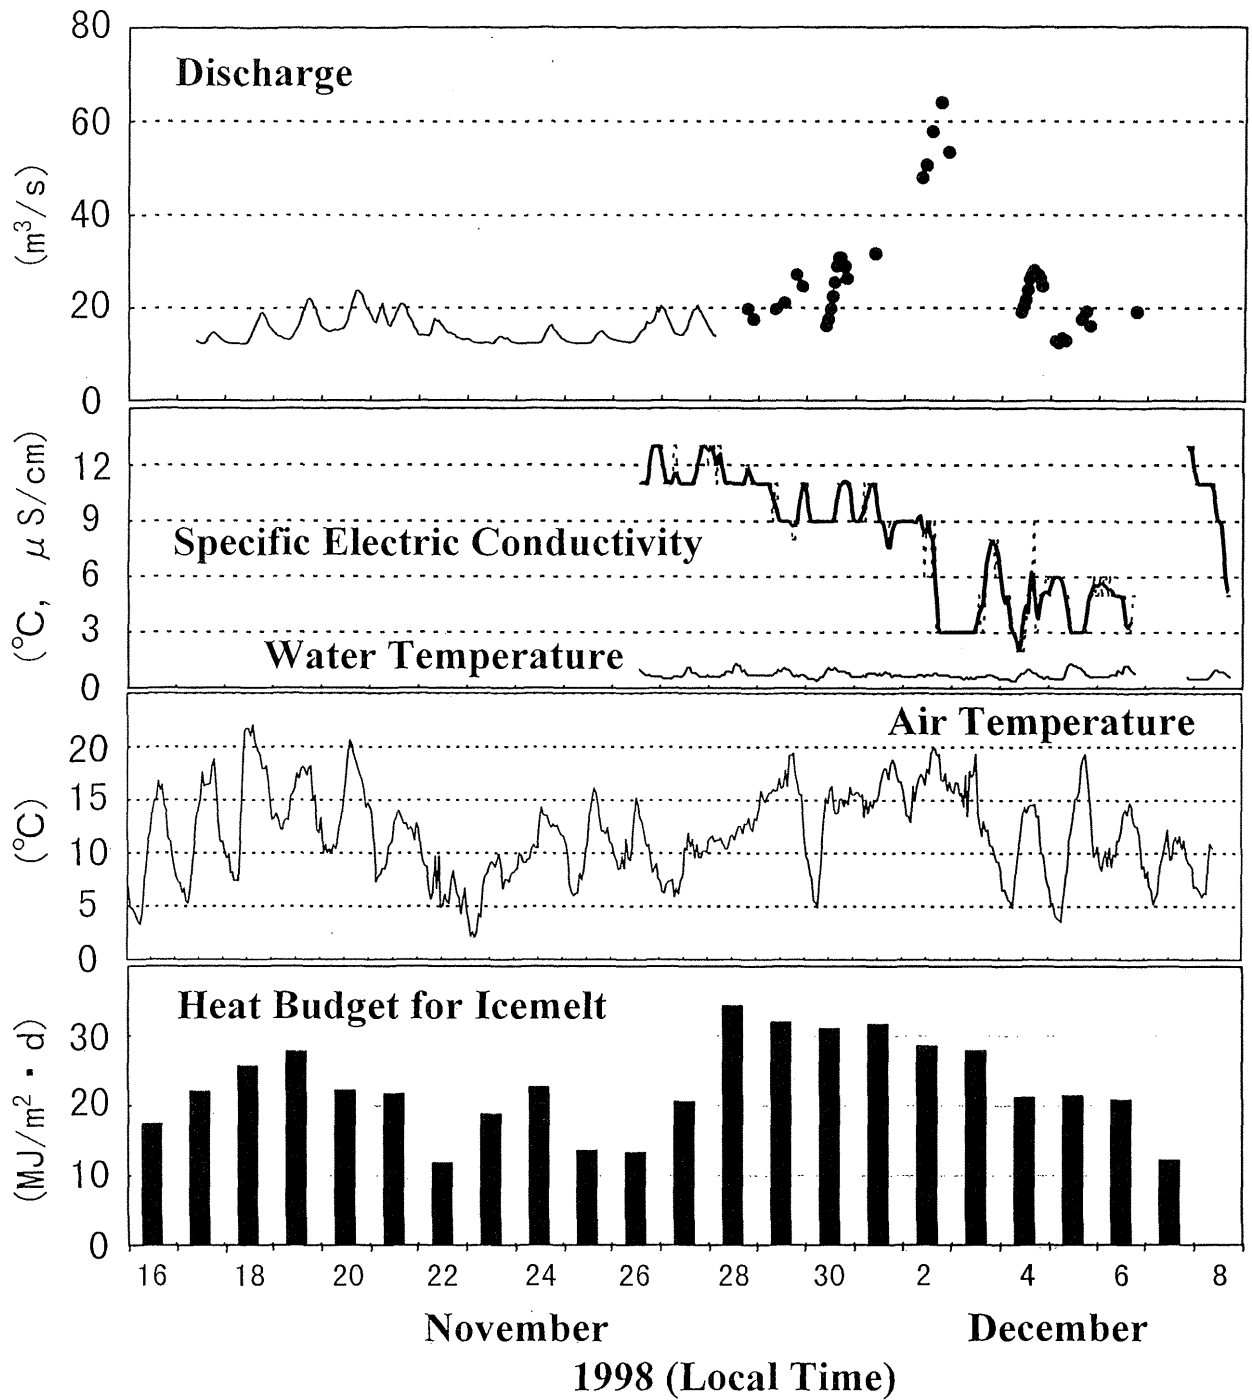 80
Discharge
60
(m³/s)
40
20
0
12
(°C, μS/cm)
9
Specific Electric Conductivity
6
3
Water Temperature
0
Air Temperature
20
15
(°C)
10
5
0
Heat Budget for Icemelt
30
(MJ/m²・d)
20
10
0
16 18 20 22 24 26 28 30 2 4 6 8
November December
1998 (Local Time)